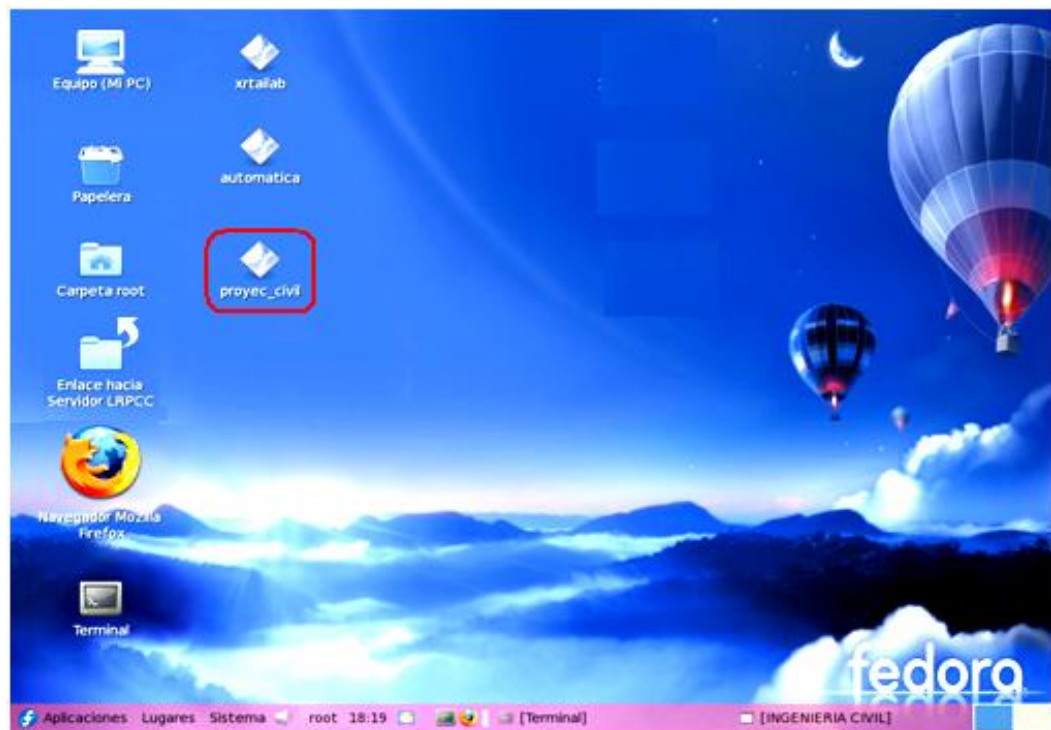 Equipo (Mi PC)
xrtailab
automatica
Papelera
Carpeta root
proyec_civil
Enlace hacia
Servidor LRPCC
Navegador Mozilla
Firefox
Terminal
fedora
Aplicaciones Lugares Sistema root 18:19 [Terminal] [INGENIERIA CIVIL]